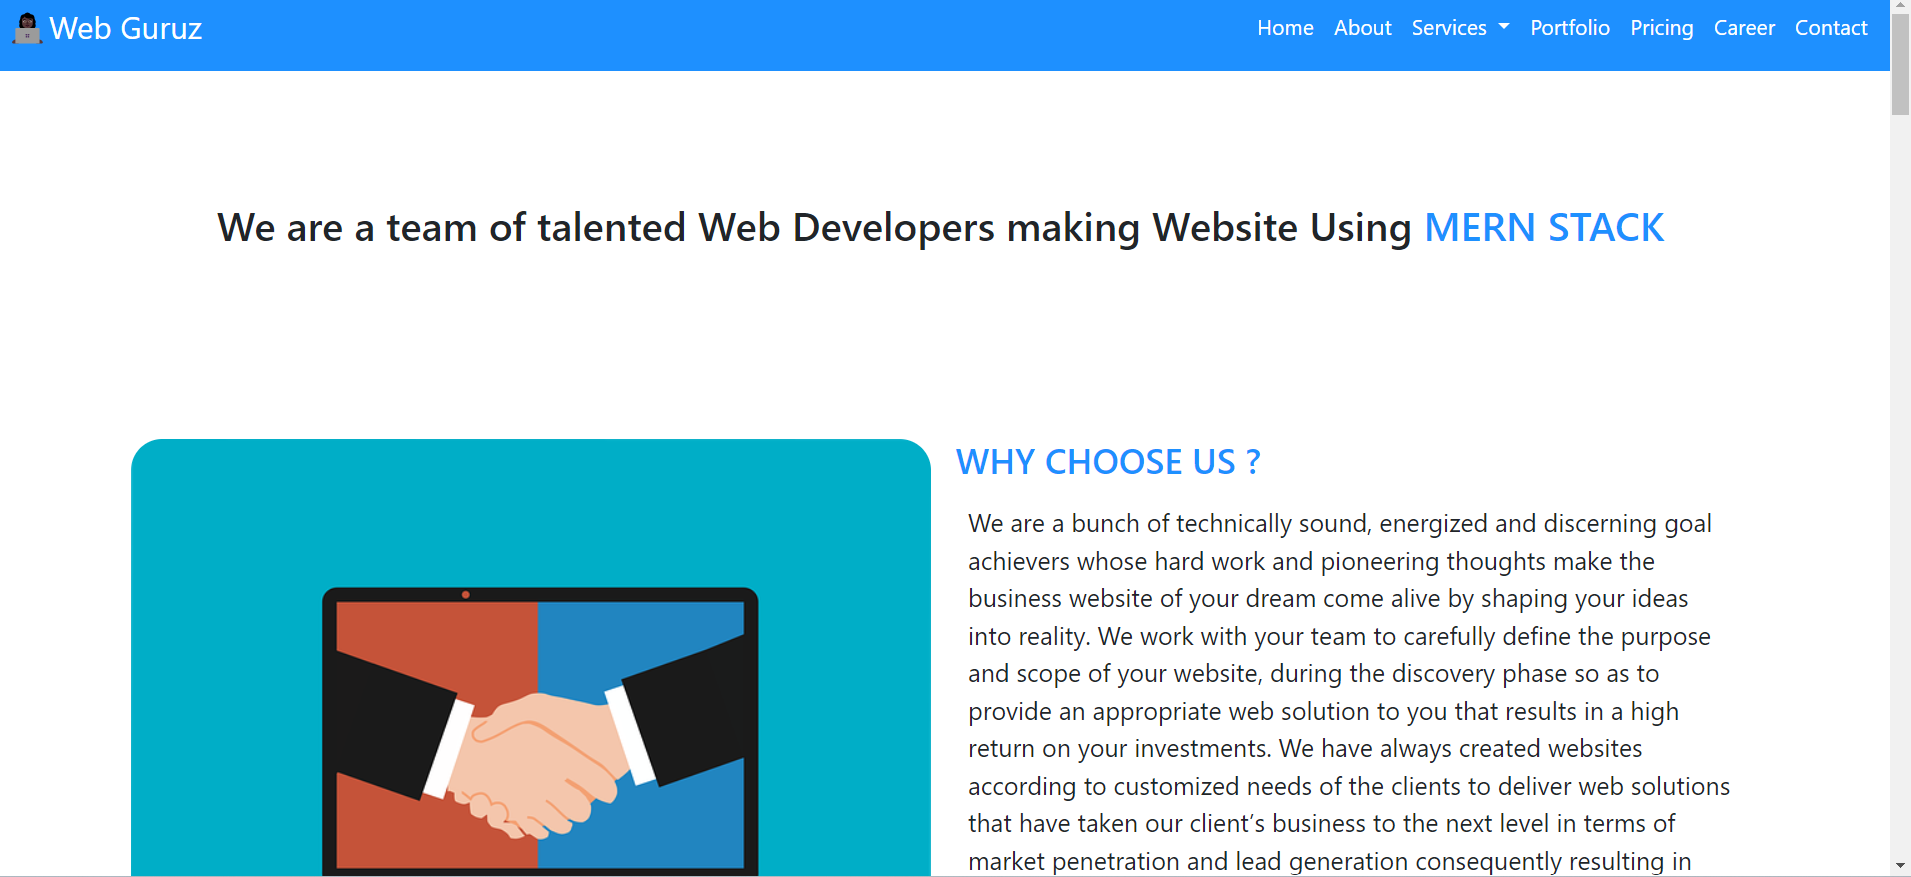 Web Guruz
Home About Services Portfolio Pricing Career Contact
We are a team of talented Web Developers making Website Using MERN STACK
WHY CHOOSE US ?
We are a bunch of technically sound, energized and discerning goal
achievers whose hard work and pioneering thoughts make the
business website of your dream come alive by shaping your ideas
into reality. We work with your team to carefully define the purpose
and scope of your website, during the discovery phase so as to
provide an appropriate web solution to you that results in a high
return on your investments. We have always created websites
according to customized needs of the clients to deliver web solutions
that have taken our client’s business to the next level in terms of
market penetration and lead generation consequently resulting in